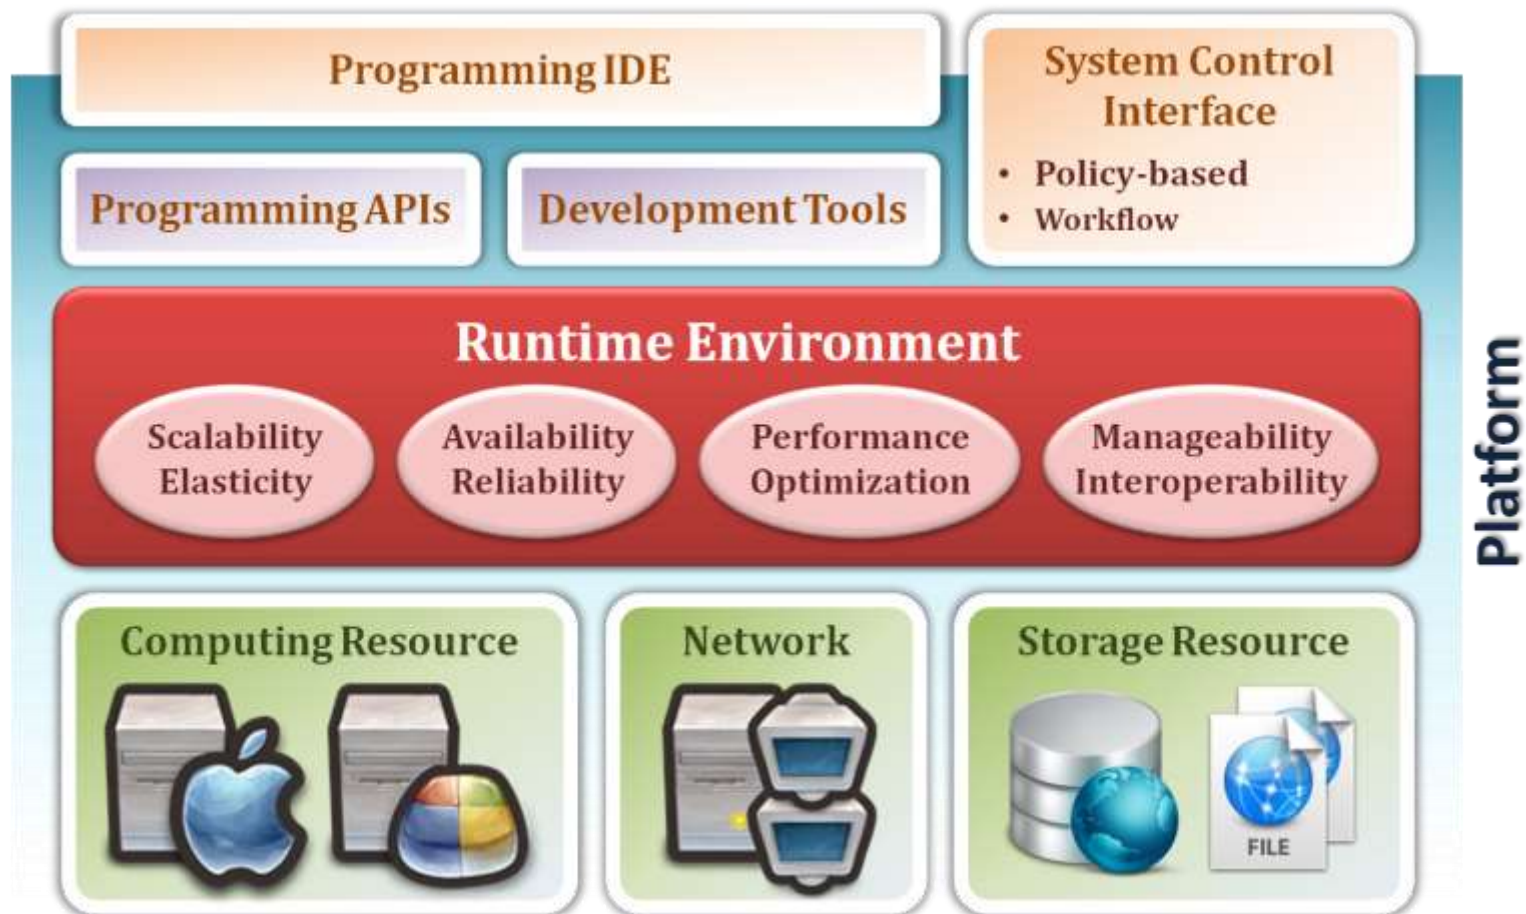 Programming IDE
System Control
Interface
• Policy-based
• Workflow
Programming APIs
Development Tools
Runtime Environment
Scalability
Elasticity
Availability
Reliability
Performance
Optimization
Manageability
Interoperability
Platform
Computing Resource
Network
Storage Resource
FILE